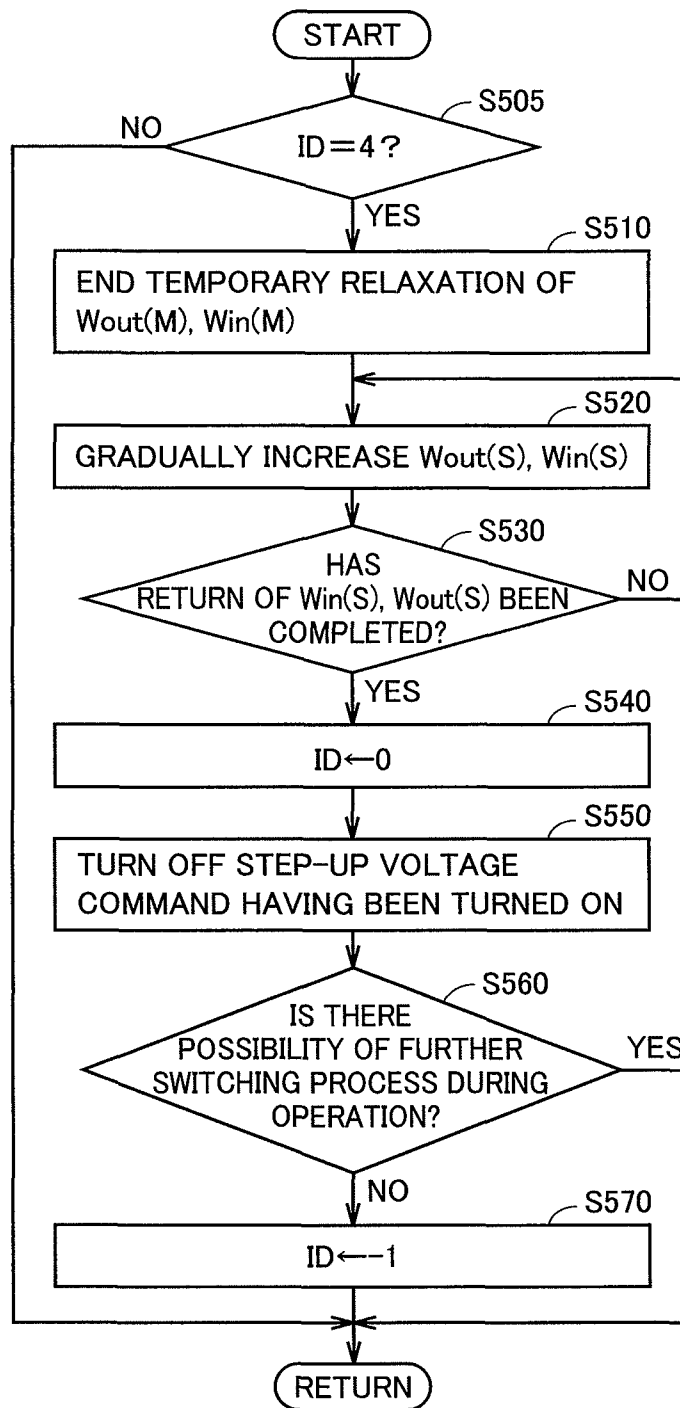 START
S505
NO
ID=4?
YES
S510
END TEMPORARY RELAXATION OF
Wout(M), Win(M)
S520
GRADUALLY INCREASE Wout(S), Win(S)
S530
HAS
RETURN OF Win(S), Wout(S) BEEN
COMPLETED?
NO
YES
S540
ID←0
S550
TURN OFF STEP-UP VOLTAGE
COMMAND HAVING BEEN TURNED ON
S560
IS THERE
POSSIBILITY OF FURTHER
SWITCHING PROCESS DURING
OPERATION?
YES
NO
S570
ID←-1
RETURN